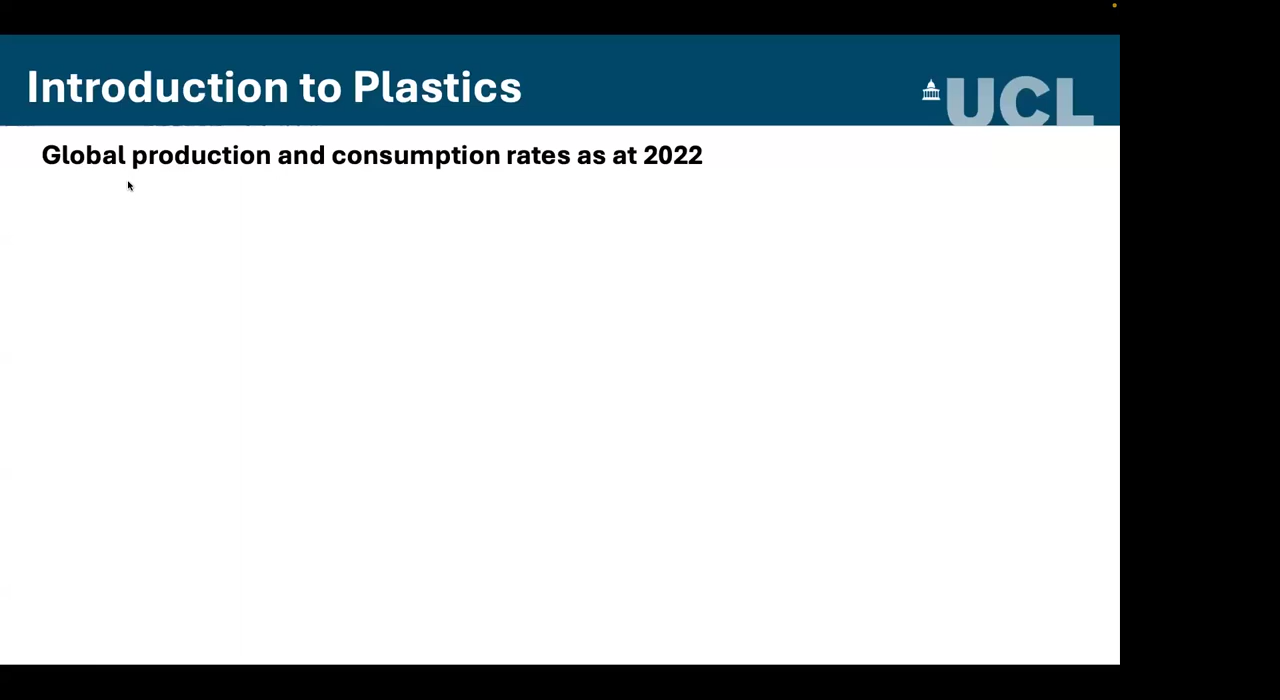 Introduction to Plastics
UCL
Global production and consumption rates as at 2022